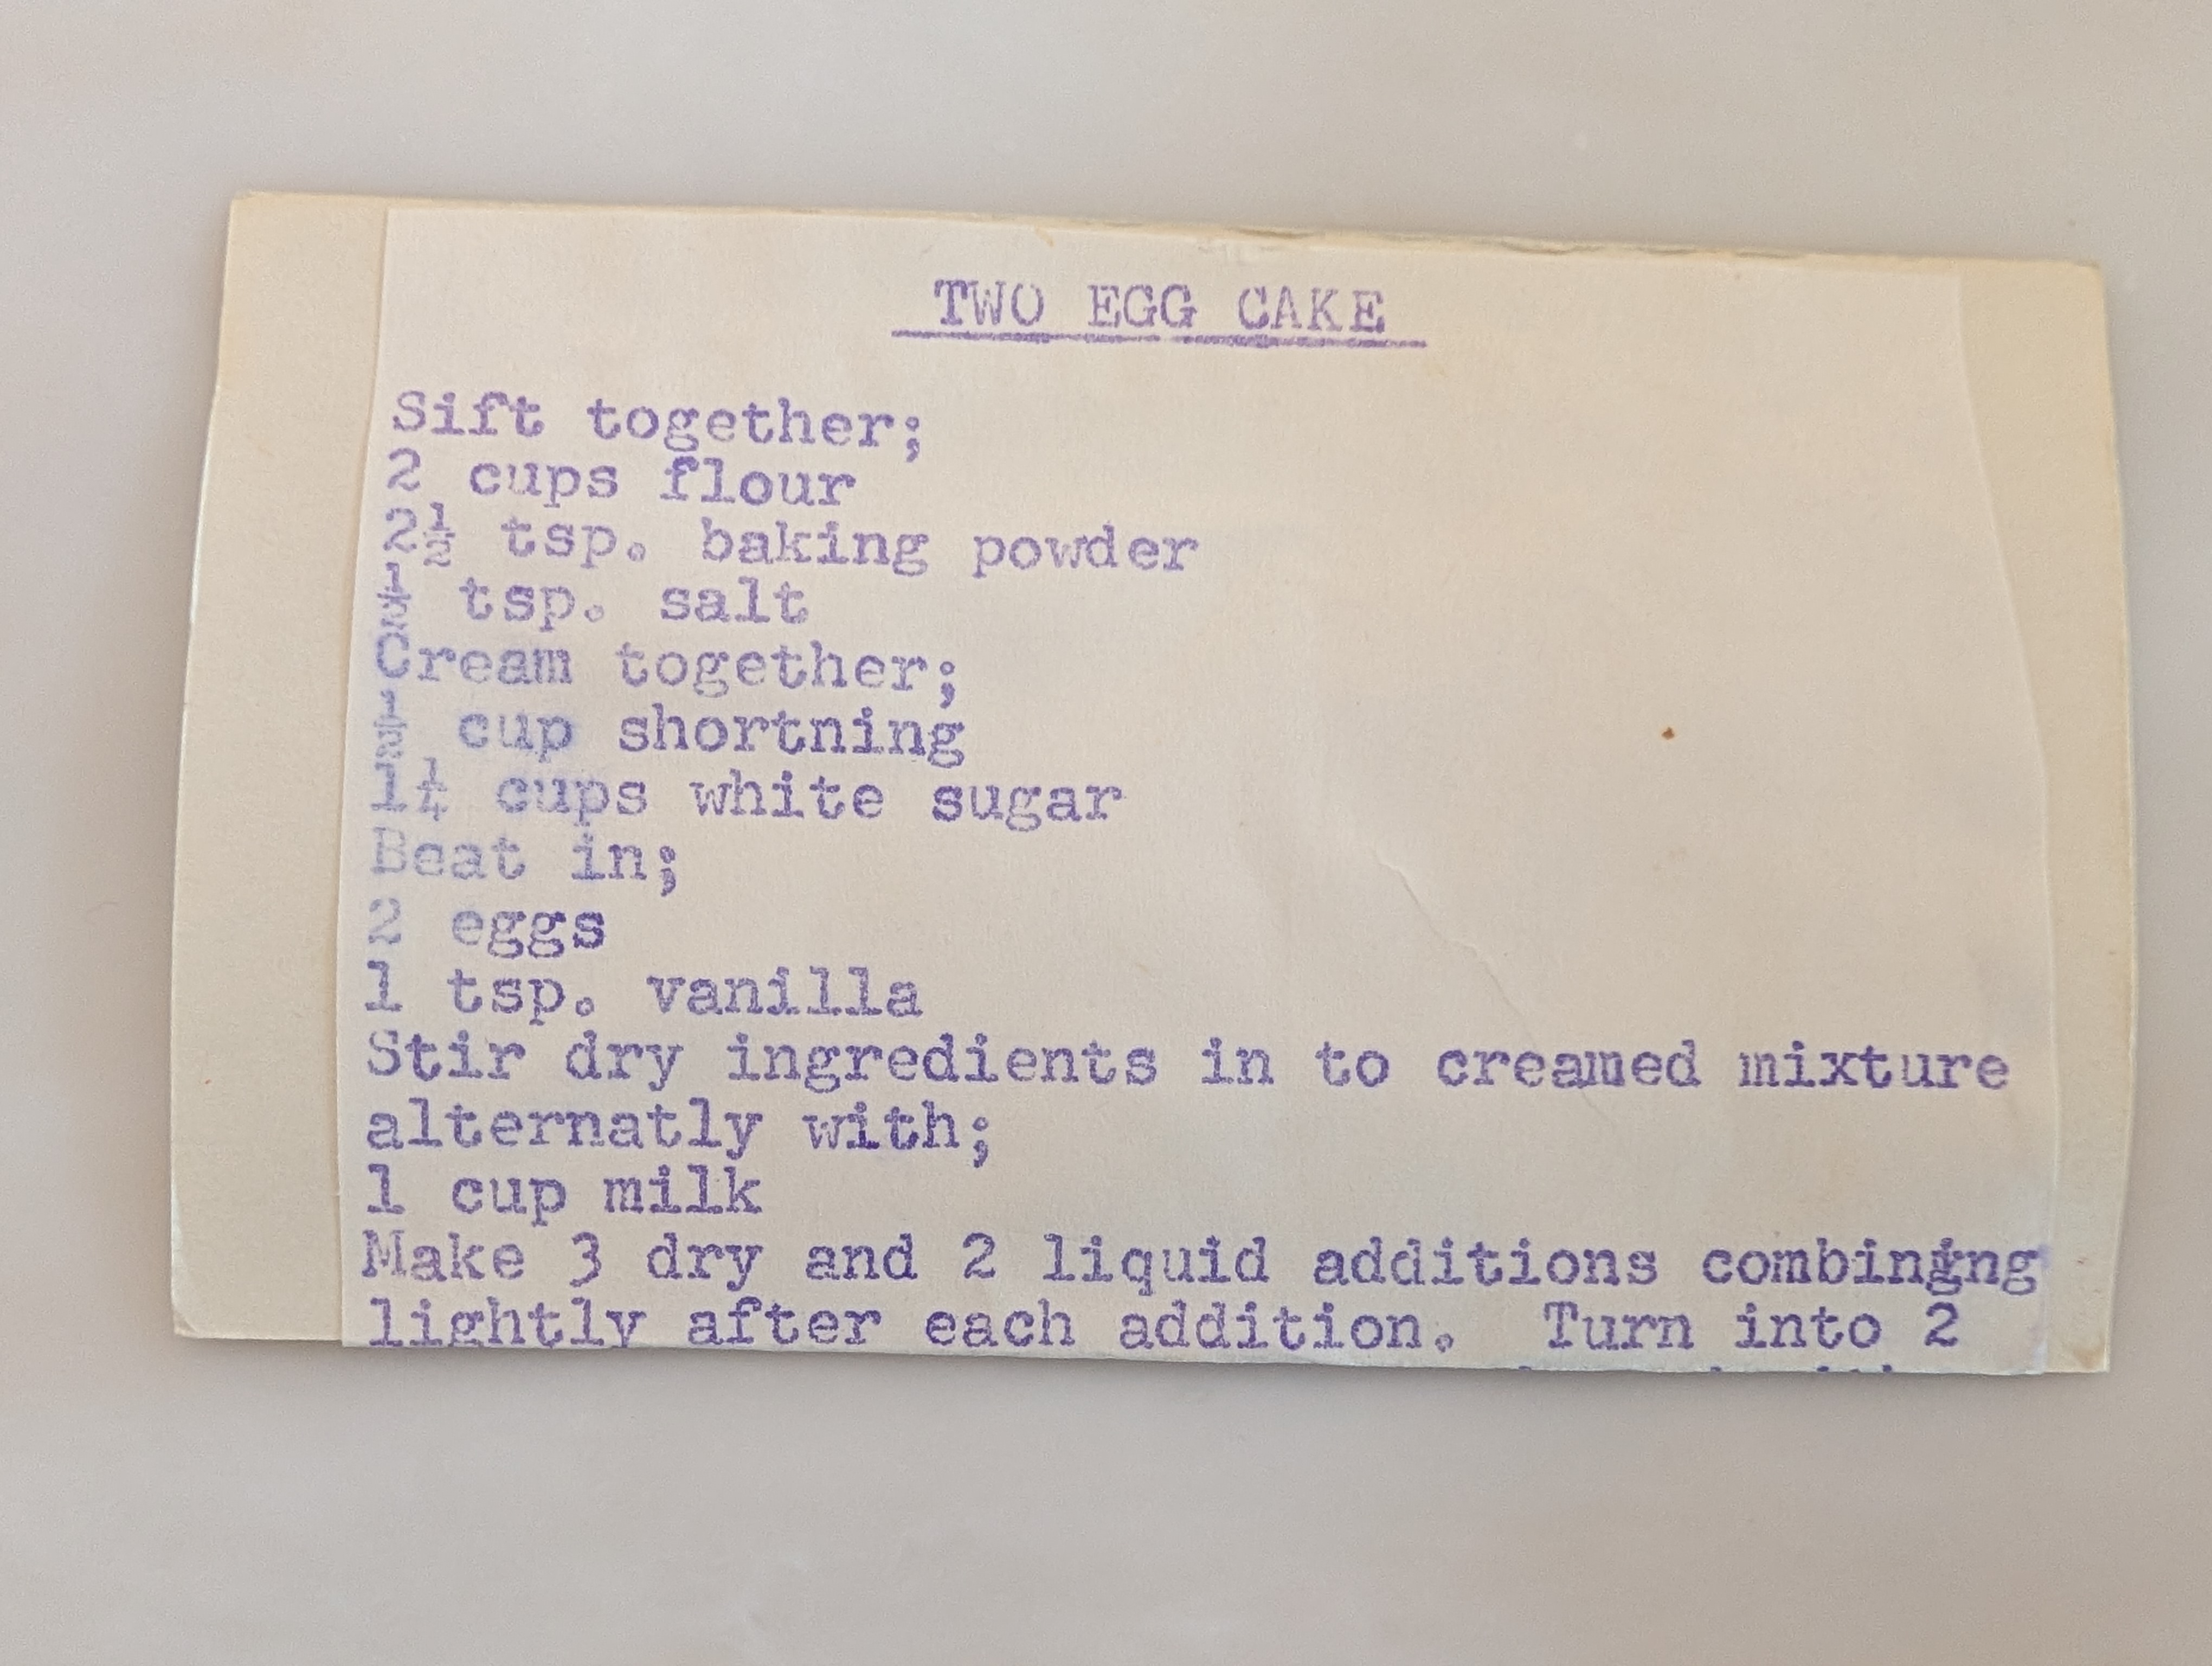 TWO EGG CAKE
Sift together;
2 cups flour
2½ tsp. baking powder
½ tsp. salt
Cream together;
½ cup shortning
1¼ cups white sugar
Beat in;
2 eggs
1 tsp. vanilla
Stir dry ingredients in to creamed mixture
alternatly with;
1 cup milk
Make 3 dry and 2 liquid additions combining
lightly after each addition. Turn into 2